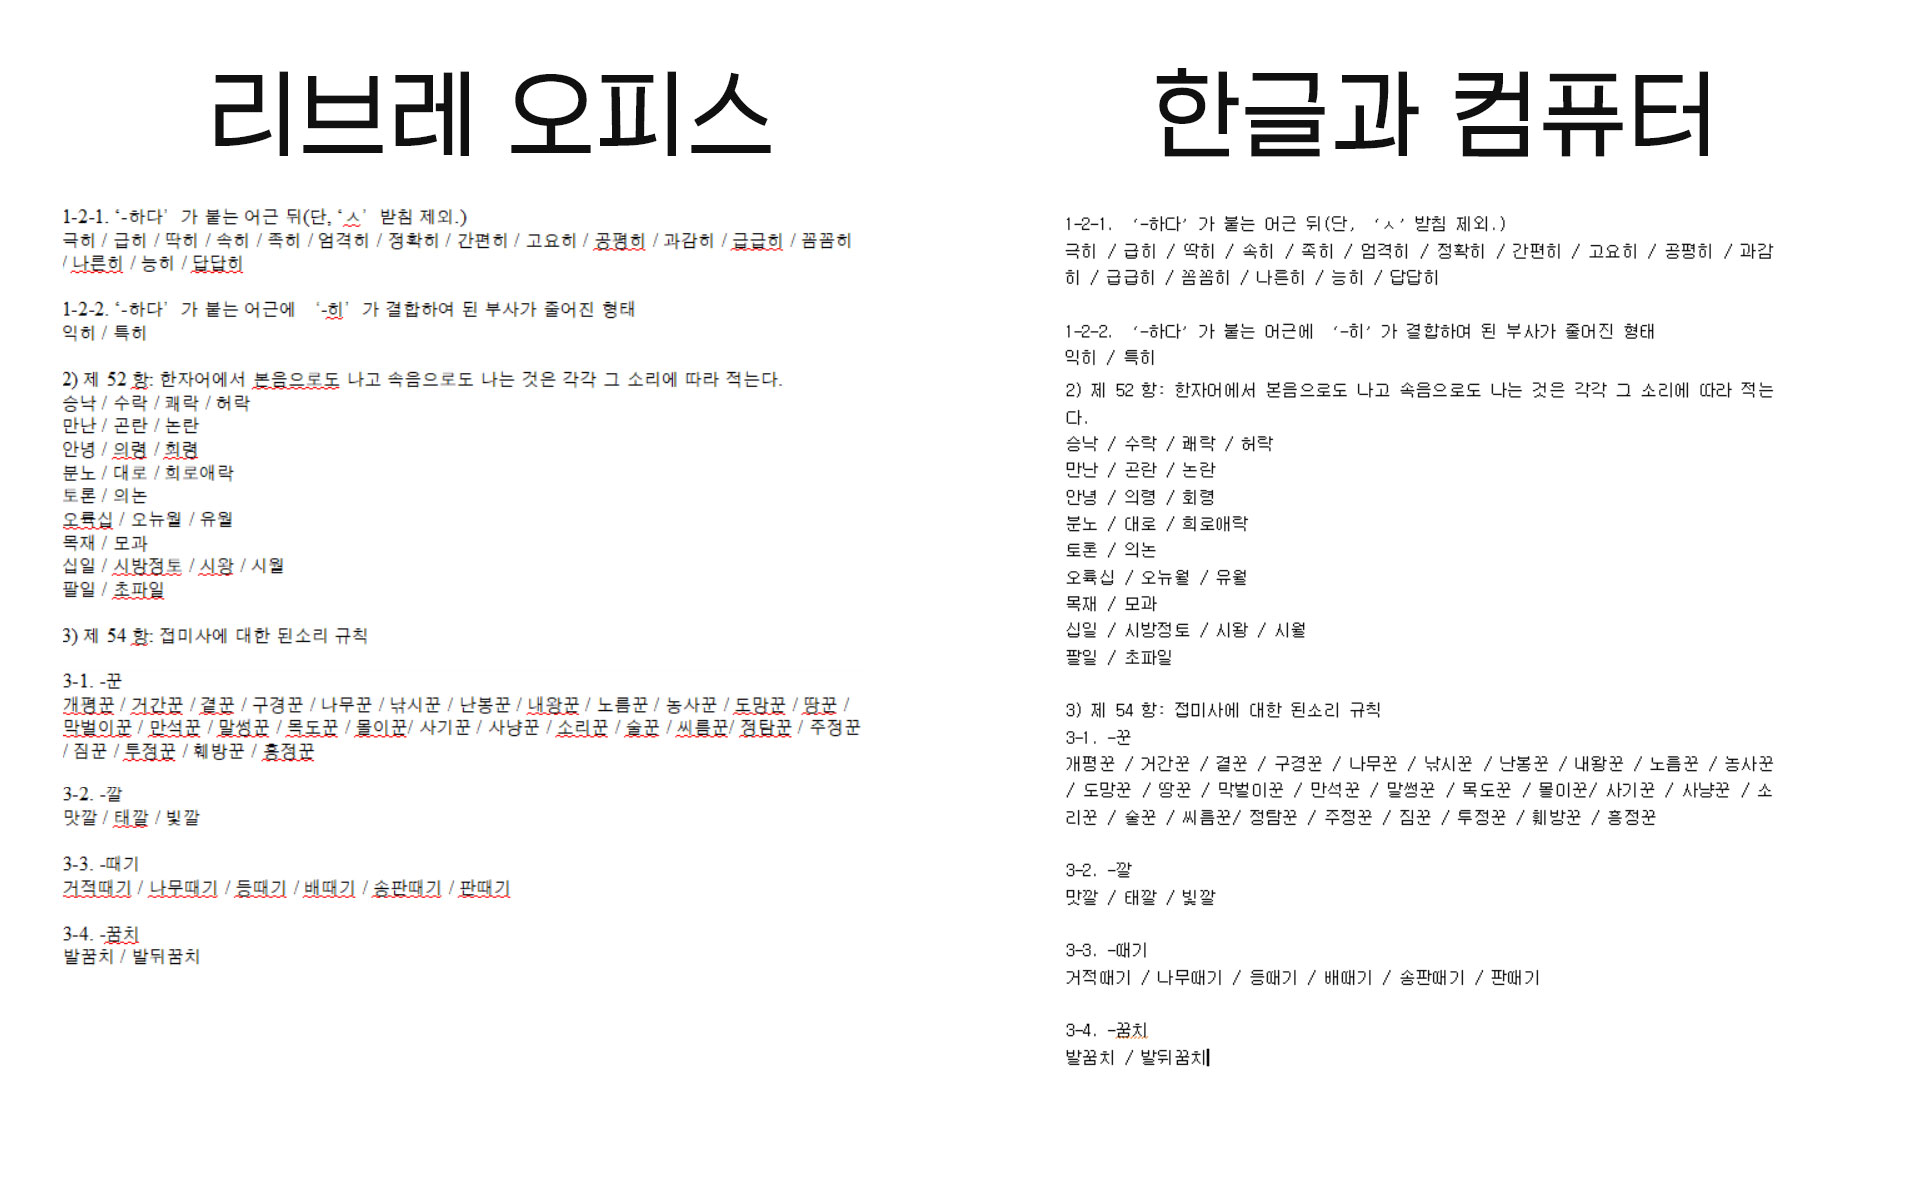 리브레 오피스
1-2-1. ‘-하다’ 가 붙는 어근 뒤(단, ‘ㅅ’ 받침 제외.)
극히 / 급히 / 딱히 / 속히 / 족히 / 엄격히 / 정확히 / 간편히 / 고요히 / 공평히 / 과감히 / 급급히 / 꼼꼼히
/ 나른히 / 능히 / 답답히
1-2-2. ‘-하다’ 가 붙는 어근에 ‘-히’ 가 결합하여 된 부사가 줄어진 형태
익히 / 특히
2) 제 52 항: 한자어에서 본음으로도 나고 속음으로도 나는 것은 각각 그 소리에 따라 적는다.
승낙 / 수락 / 쾌락 / 허락
만난 / 곤란 / 논란
안녕 / 의령 / 회령
분노 / 대로 / 희로애락
토론 / 의논
오륙십 / 오뉴월 / 유월
목재 / 모과
십일 / 시방정토 / 시왕 / 시월
팔일 / 초파일
3) 제 54 항: 접미사에 대한 된소리 규칙
3-1. -꾼
개평꾼 / 거간꾼 / 곁꾼 / 구경꾼 / 나무꾼 / 낚시꾼 / 난봉꾼 / 내왕꾼 / 노름꾼 / 농사꾼 / 도망꾼 / 땅꾼 /
막벌이꾼 / 만석꾼 / 말썽꾼 / 목도꾼 / 몰이꾼/ 사기꾼 / 사냥꾼 / 소리꾼 / 술꾼 / 씨름꾼/ 정탐꾼 / 주정꾼
/ 짐꾼 / 투정꾼 / 훼방꾼 / 흥정꾼
3-2. -깔
맛깔 / 태깔 / 빛깔
3-3. -때기
거적때기 / 나무때기 / 등때기 / 배때기 / 송판때기 / 판때기
3-4. -꿈치
발꿈치 / 발뒤꿈치
한글과 컴퓨터
1-2-1. ‘-하다’ 가 붙는 어근 뒤(단, ‘ㅅ’ 받침 제외.)
극히 / 급히 / 딱히 / 속히 / 족히 / 엄격히 / 정확히 / 간편히 / 고요히 / 공평히 / 과감
히 / 급급히 / 꼼꼼히 / 나른히 / 능히 / 답답히
1-2-2. ‘-하다’ 가 붙는 어근에 ‘-히’ 가 결합하여 된 부사가 줄어진 형태
익히 / 특히
2) 제 52 항: 한자어에서 본음으로도 나고 속음으로도 나는 것은 각각 그 소리에 따라 적는
다.
승낙 / 수락 / 쾌락 / 허락
만난 / 곤란 / 논란
안녕 / 의령 / 회령
분노 / 대로 / 희로애락
토론 / 의논
오륙십 / 오뉴월 / 유월
목재 / 모과
십일 / 시방정토 / 시왕 / 시월
팔일 / 초파일
3) 제 54 항: 접미사에 대한 된소리 규칙
3-1. -꾼
개평꾼 / 거간꾼 / 곁꾼 / 구경꾼 / 나무꾼 / 낚시꾼 / 난봉꾼 / 내왕꾼 / 노름꾼 / 농사꾼
/ 도망꾼 / 땅꾼 / 막벌이꾼 / 만석꾼 / 말썽꾼 / 목도꾼 / 몰이꾼/ 사기꾼 / 사냥꾼 / 소
리꾼 / 술꾼 / 씨름꾼/ 정탐꾼 / 주정꾼 / 짐꾼 / 투정꾼 / 훼방꾼 / 흥정꾼
3-2. -깔
맛깔 / 태깔 / 빛깔
3-3. -때기
거적때기 / 나무때기 / 등때기 / 배때기 / 송판때기 / 판때기
3-4. -꿈치
발꿈치 / 발뒤꿈치